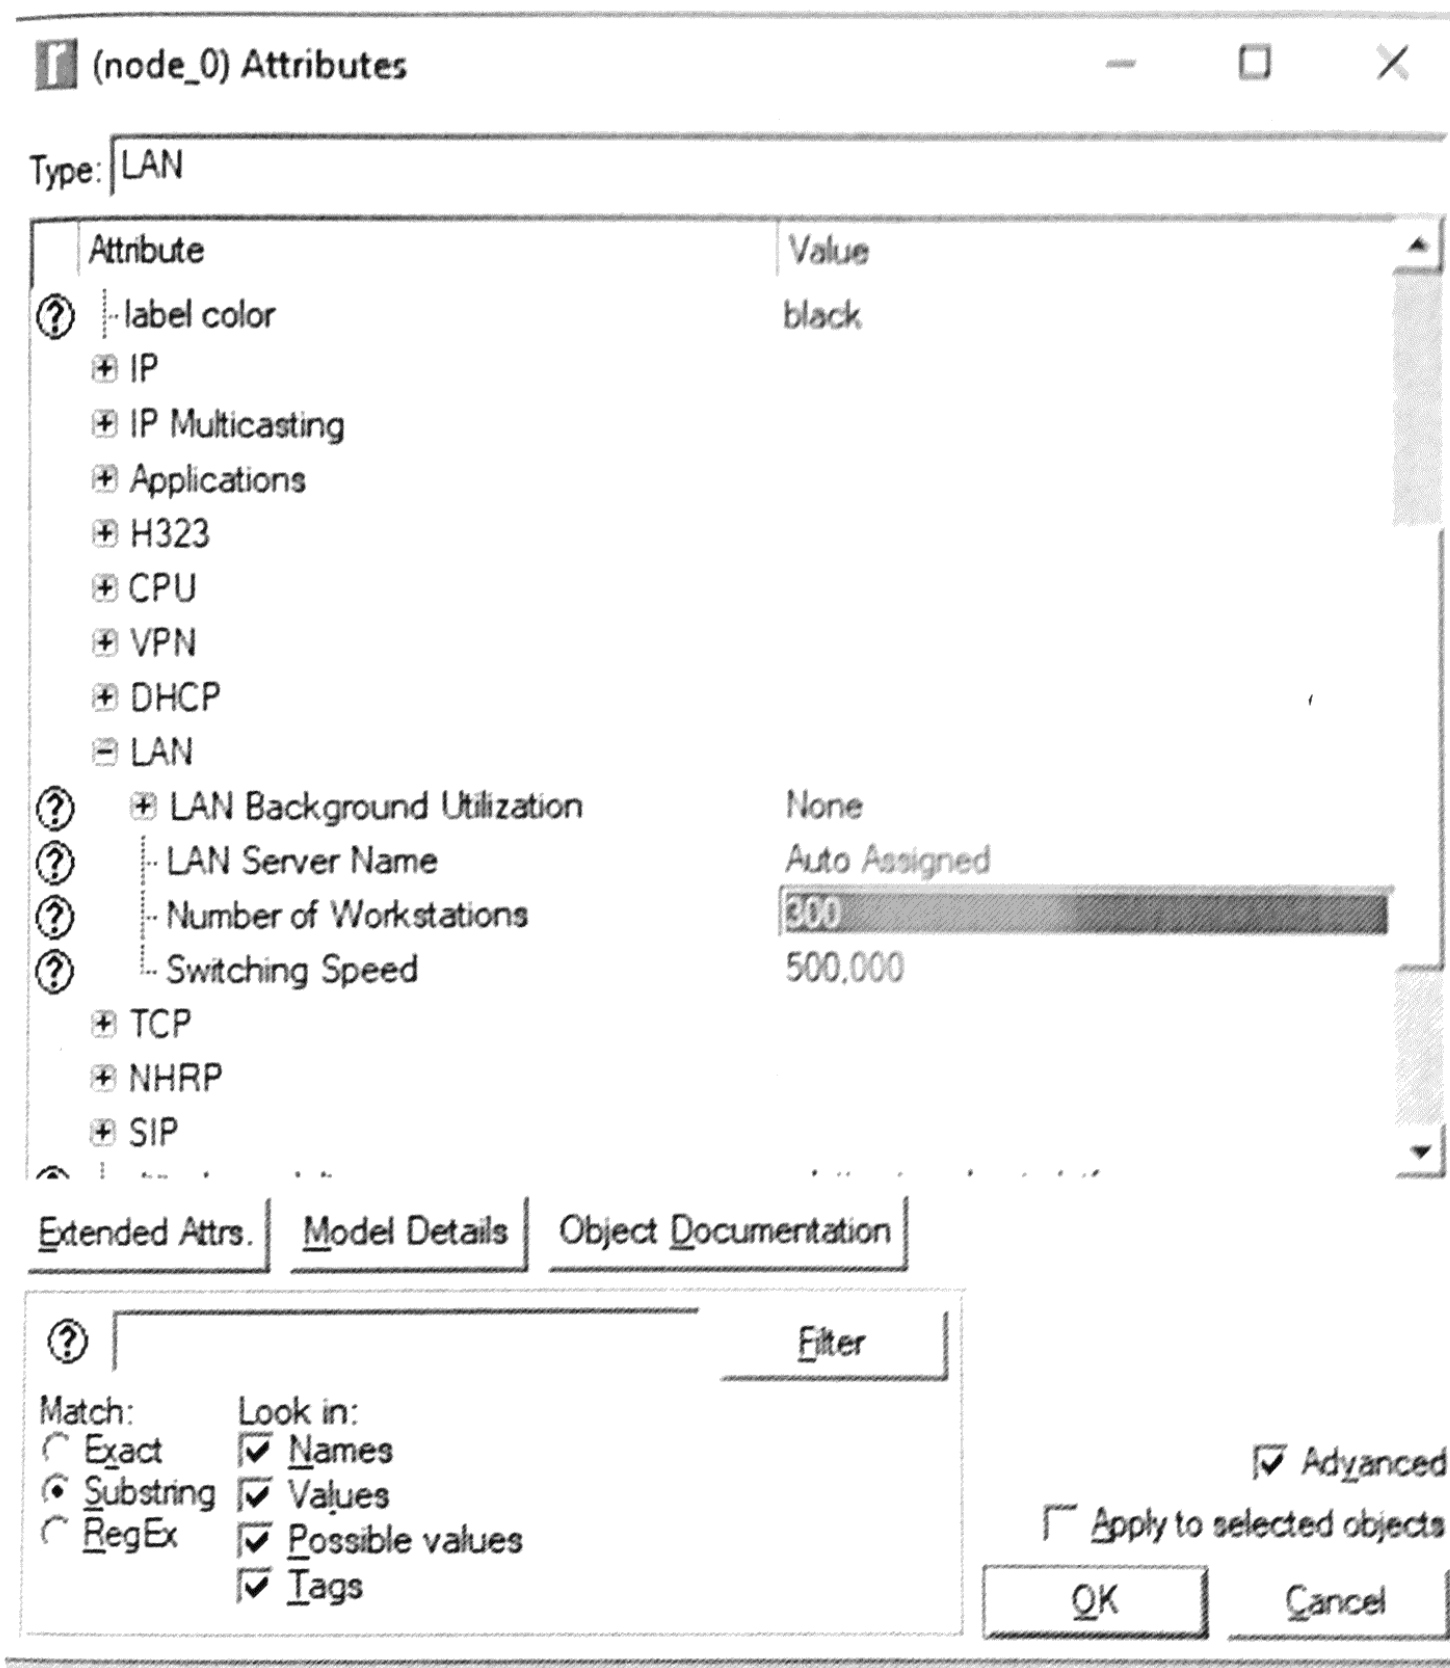 (node_0) Attributes
Type: LAN
Attribute Value
label color black
IP
IP Multicasting
Applications
H323
CPU
VPN
DHCP
LAN
LAN Background Utilization None
LAN Server Name Auto Assigned
Number of Workstations 300
Switching Speed 500,000
TCP
NHRP
SIP
Extended Attrs. Model Details Object Documentation
Filter
Match: Look in:
Exact Names
Substring Values
RegEx Possible values
Tags
Advanced
Apply to selected objects
OK Cancel